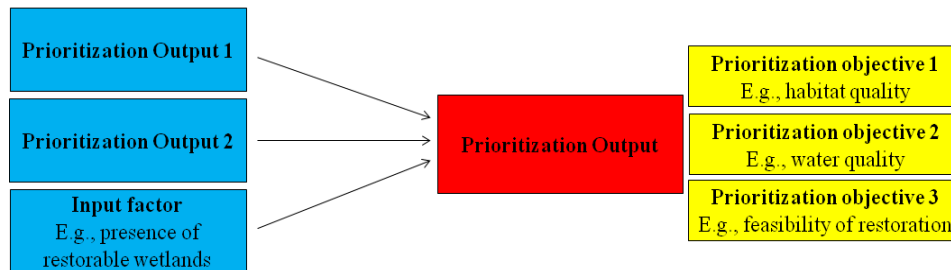 Prioritization Output 1
Prioritization Output 2
Input factor
E.g., presence of
restorable wetlands
Prioritization Output
Prioritization objective 1
E.g., habitat quality
Prioritization objective 2
E.g., water quality
Prioritization objective 3
E.g., feasibility of restoration